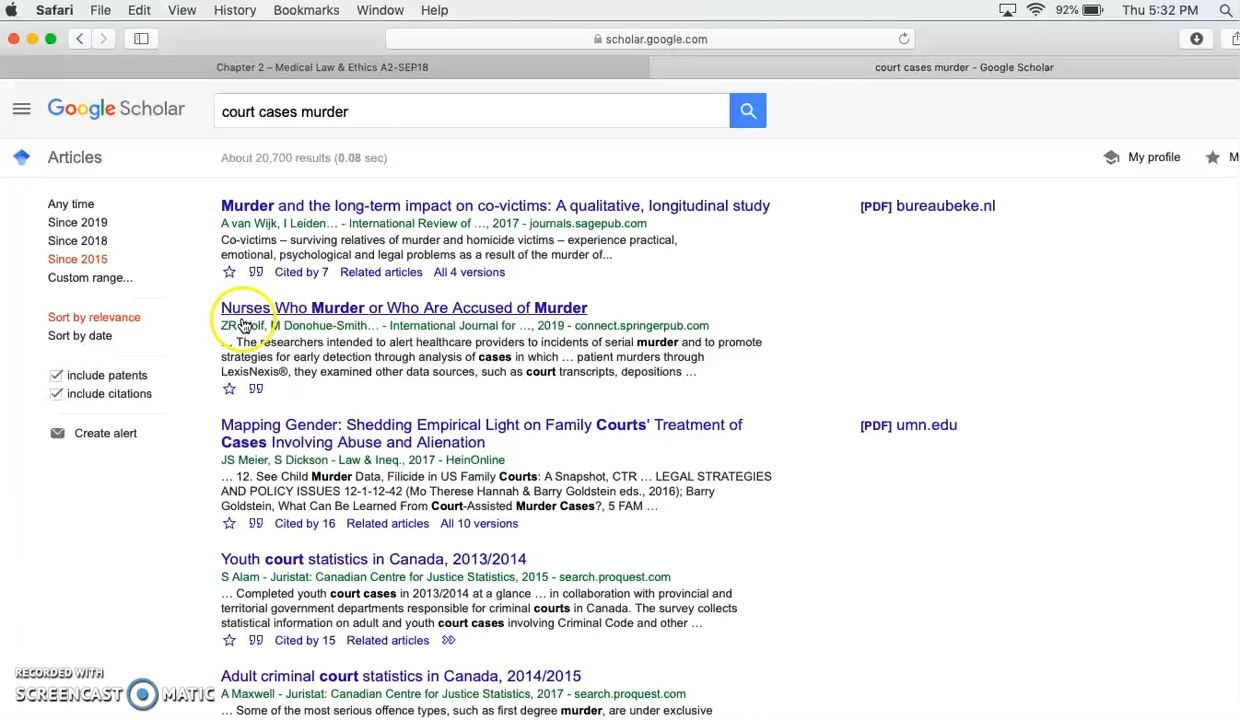 Safari File Edit View History Bookmarks Window Help 92% Thu 5:32 PM
scholar.google.com
Chapter 2 – Medical Law & Ethics A2-SEP18
court cases murder - Google Scholar
Google Scholar
court cases murder
Articles
About 20,700 results (0.08 sec)
My profile
M
Any time
Since 2019
Since 2018
Since 2015
Custom range...
Sort by relevance
Sort by date
include patents
include citations
Create alert
Murder and the long-term impact on co-victims: A qualitative, longitudinal study
A van Wijk, I Leiden… - International Review of …, 2017 - journals.sagepub.com
Co-victims – surviving relatives of murder and homicide victims – experience practical,
emotional, psychological and legal problems as a result of the murder of...
Cited by 7 Related articles All 4 versions
[PDF] bureaubeke.nl
Nurses Who Murder or Who Are Accused of Murder
ZR Wolf, M Donohue-Smith… - International Journal for …, 2019 - connect.springerpub.com
… The researchers intended to alert healthcare providers to incidents of serial murder and to promote
strategies for early detection through analysis of cases in which … patient murders through
LexisNexis®, they examined other data sources, such as court transcripts, depositions …
Mapping Gender: Shedding Empirical Light on Family Courts' Treatment of
Cases Involving Abuse and Alienation
JS Meier, S Dickson - Law & Ineq., 2017 - HeinOnline
… 12. See Child Murder Data, Filicide in US Family Courts: A Snapshot, CTR … LEGAL STRATEGIES
AND POLICY ISSUES 12-1-12-42 (Mo Therese Hannah & Barry Goldstein eds., 2016); Barry
Goldstein, What Can Be Learned From Court-Assisted Murder Cases?, 5 FAM …
Cited by 16 Related articles All 10 versions
[PDF] umn.edu
Youth court statistics in Canada, 2013/2014
S Alam - Juristat: Canadian Centre for Justice Statistics, 2015 - search.proquest.com
… Completed youth court cases in 2013/2014 at a glance … in collaboration with provincial and
territorial government departments responsible for criminal courts in Canada. The survey collects
statistical information on adult and youth court cases involving Criminal Code and other …
Cited by 15 Related articles
Adult criminal court statistics in Canada, 2014/2015
A Maxwell - Juristat: Canadian Centre for Justice Statistics, 2017 - search.proquest.com
… Some of the most serious offence types, such as first degree murder, are under exclusive
RECORDED WITH
SCREENCAST MATIC